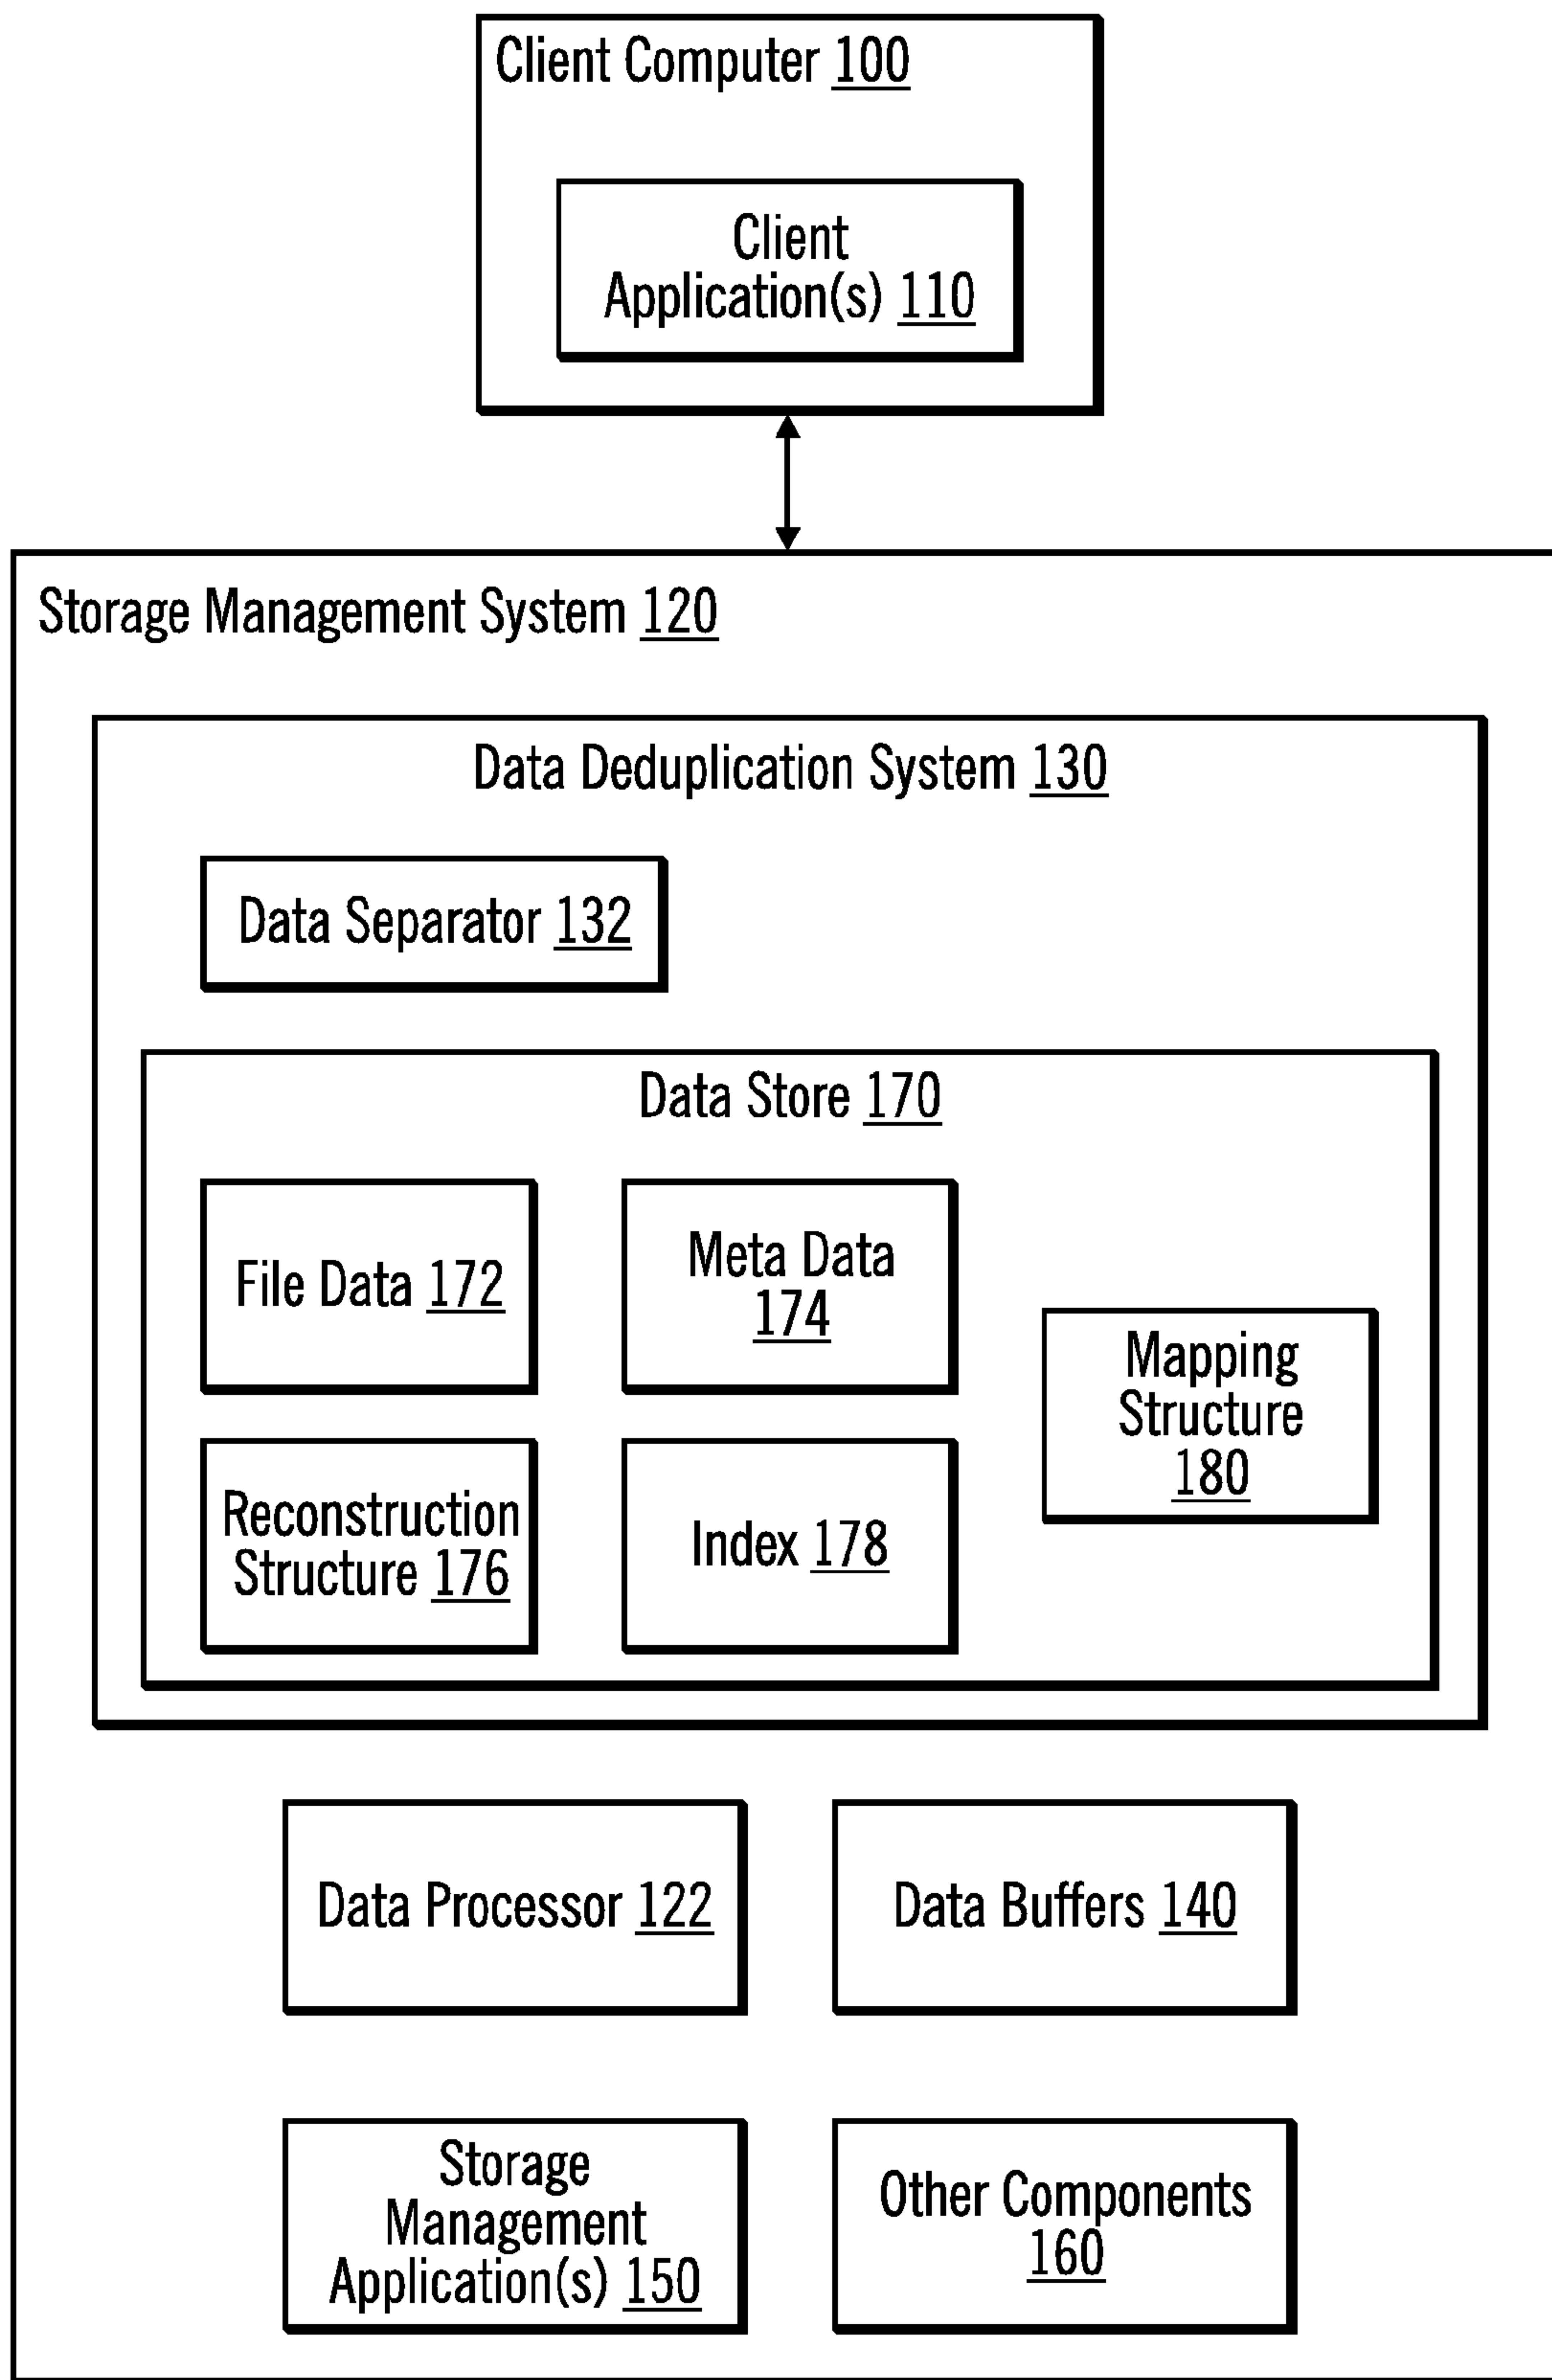 Client Computer 100
Client
Application(s) 110
Storage Management System 120
Data Deduplication System 130
Data Separator 132
Data Store 170
File Data 172
Meta Data
174
Mapping
Structure
180
Reconstruction
Structure 176
Index 178
Data Processor 122
Data Buffers 140
Storage
Management
Application(s) 150
Other Components
160